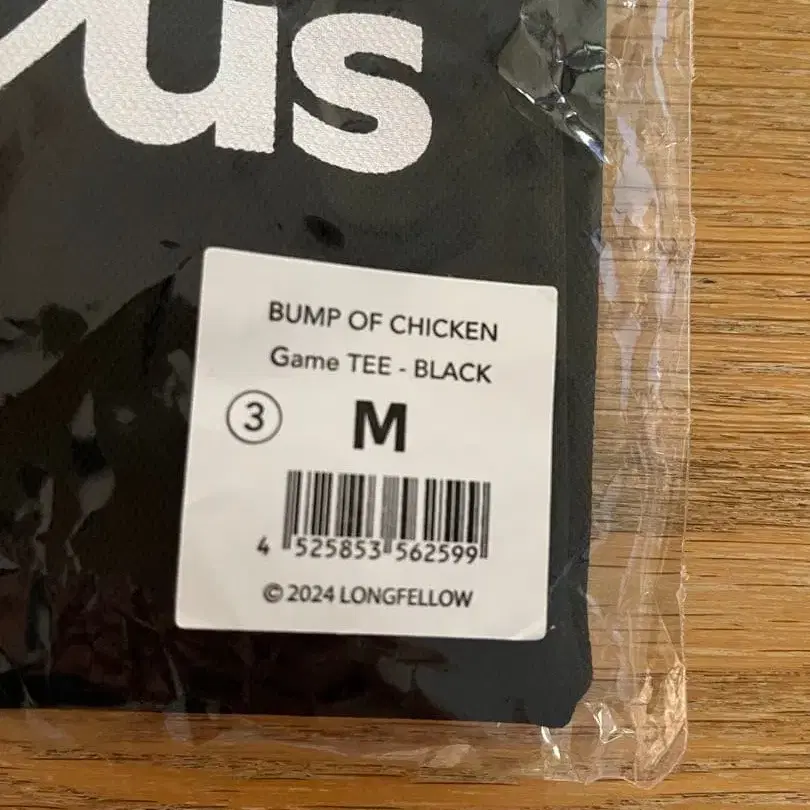 us
BUMP OF CHICKEN
Game TEE - BLACK
③ M
4 525853 562599
© 2024 LONGFELLOW